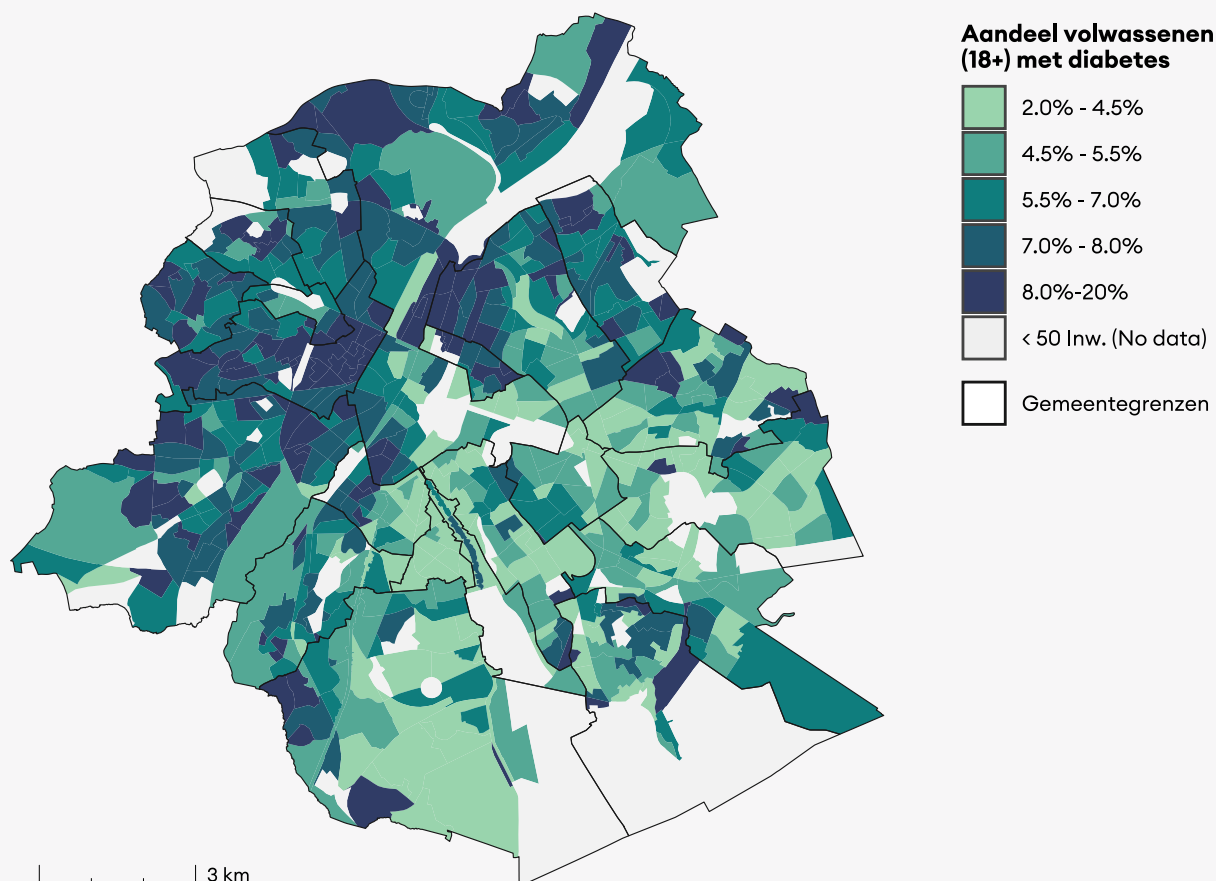 Aandeel volwassenen
(18+) met diabetes
2.0% - 4.5%
4.5% - 5.5%
5.5% - 7.0%
7.0% - 8.0%
8.0%-20%
< 50 Inw. (No data)
Gemeentegrenzen
3 km